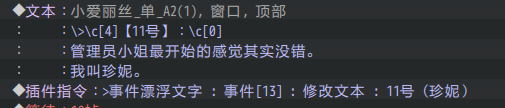 ◆文本：小爱丽丝_单_A2(1), 窗口, 顶部
：　　：\>\c[4]【11号】：\c[0]
：　　：管理员小姐最开始的感觉其实没错。
：　　：我叫珍妮。
◆插件指令：>事件漂浮文字 : 事件[13] : 修改文本 : 11号（珍妮）